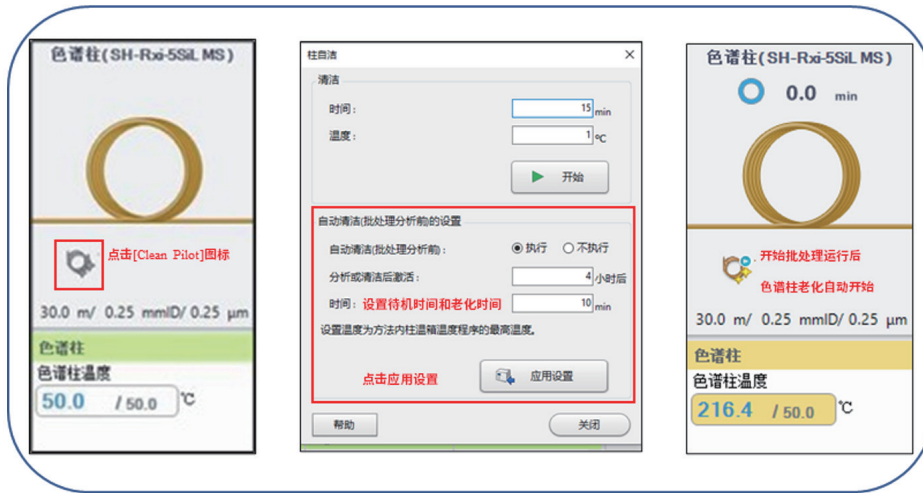 色谱柱(SH-Rxi-5SiL MS)
点击[Clean Pilot]图标
30.0 m/ 0.25 mmID/ 0.25 µm
色谱柱
色谱柱温度
50.0 / 50.0 ℃
柱自洁
清洁
时间： 15 min
温度： 1 ℃
开始
自动清洁(批处理分析前)的设置
自动清洁(批处理分析前)： 执行 不执行
分析或清洁后激活： 4 小时后
时间： 设置待机时间和老化时间 10 min
设置温度为方法内柱温箱温度程序的最高温度。
点击应用设置 应用设置
帮助 关闭
色谱柱(SH-Rxi-5SiL MS)
0.0 min
开始批处理运行后
色谱柱老化自动开始
30.0 m/ 0.25 mmID/ 0.25 µm
色谱柱
色谱柱温度
216.4 / 50.0 ℃